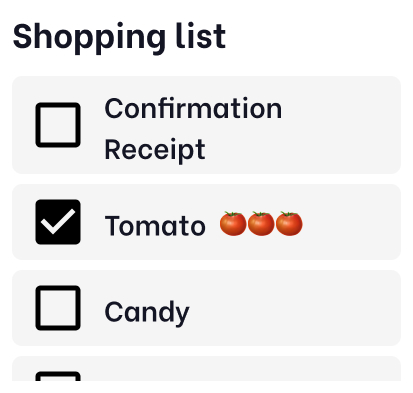 Shopping list
Confirmation
Receipt
Tomato 🍅🍅🍅
Candy